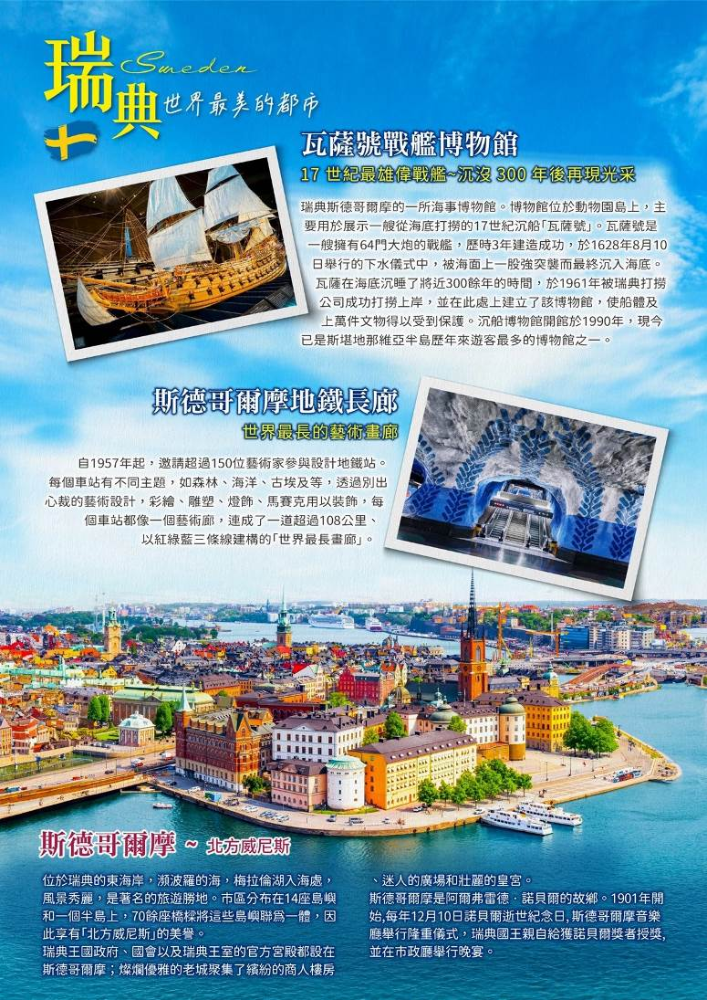 瑞典
Sweden
世界最美的都市
瓦薩號戰艦博物館
17 世紀最雄偉戰艦~沉沒 300 年後再現光采
瑞典斯德哥爾摩的一所海事博物館。博物館位於動物園島上，主
要用於展示一艘從海底打撈的17世紀沉船「瓦薩號」。瓦薩號是
一艘擁有64門大炮的戰艦，歷時3年建造成功，於1628年8月10
日舉行的下水儀式中，被海面上一股強突襲而最終沉入海底。
瓦薩在海底沉睡了將近300餘年的時間，於1961年被瑞典打撈
公司成功打撈上岸，並在此處上建立了該博物館，使船體及
上萬件文物得以受到保護。沉船博物館開館於1990年，現今
已是斯堪地那維亞半島歷年來遊客最多的博物館之一。
斯德哥爾摩地鐵長廊
世界最長的藝術畫廊
自1957年起，邀請超過150位藝術家參與設計地鐵站。
每個車站有不同主題，如森林、海洋、古埃及等，透過別出
心裁的藝術設計，彩繪、雕塑、燈飾、馬賽克用以裝飾，每
個車站都像一個藝術廊，連成了一道超過108公里、
以紅綠藍三條線建構的「世界最長畫廊」。
斯德哥爾摩 ~ 北方威尼斯
位於瑞典的東海岸，瀕波羅的海，梅拉倫湖入海處，
風景秀麗，是著名的旅遊勝地。市區分布在14座島嶼
和一個半島上，70餘座橋樑將這些島嶼聯為一體，因
此享有「北方威尼斯」的美譽。
瑞典王國政府、國會以及瑞典王室的官方宮殿都設在
斯德哥爾摩；燦爛優雅的老城聚集了繽紛的商人樓房
、迷人的廣場和壯麗的皇宮。
斯德哥爾摩是阿爾弗雷德．諾貝爾的故鄉。1901年開
始,每年12月10日諾貝爾逝世紀念日, 斯德哥爾摩音樂
廳舉行隆重儀式，瑞典國王親自給獲諾貝爾獎者授獎,
並在市政廳舉行晚宴。